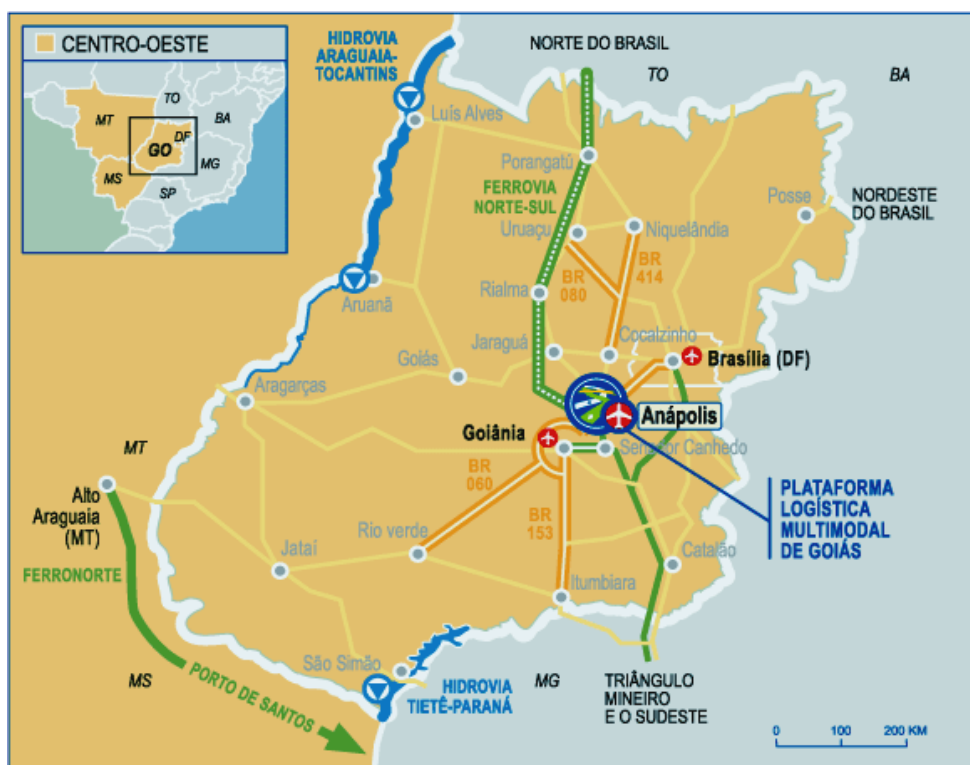 CENTRO-OESTE
TO
MT
BA
DF
GO
MG
MS
SP
HIDROVIA
ARAGUAIA-
TOCANTINS
NORTE DO BRASIL
TO
BA
Luís Alves
Porangatú
FERROVIA
NORTE-SUL
Posse
NORDESTE
DO BRASIL
Uruaçu
Niquelândia
BR
080
BR
414
Rialma
Aruanã
Jaraguá
Cocalzinho
Goiás
Brasília (DF)
Aragarças
Anápolis
Goiânia
Senador Canhedo
MT
BR
060
Alto
Araguaia
(MT)
PLATAFORMA
LOGÍSTICA
MULTIMODAL
DE GOIÁS
BR
153
Rio verde
Jataí
Catalão
FERRONORTE
Itumbiara
São Simão
MS
PORTO DE SANTOS
HIDROVIA
TIETÊ-PARANÁ
MG
TRIÂNGULO
MINEIRO
E O SUDESTE
0 100 200 KM